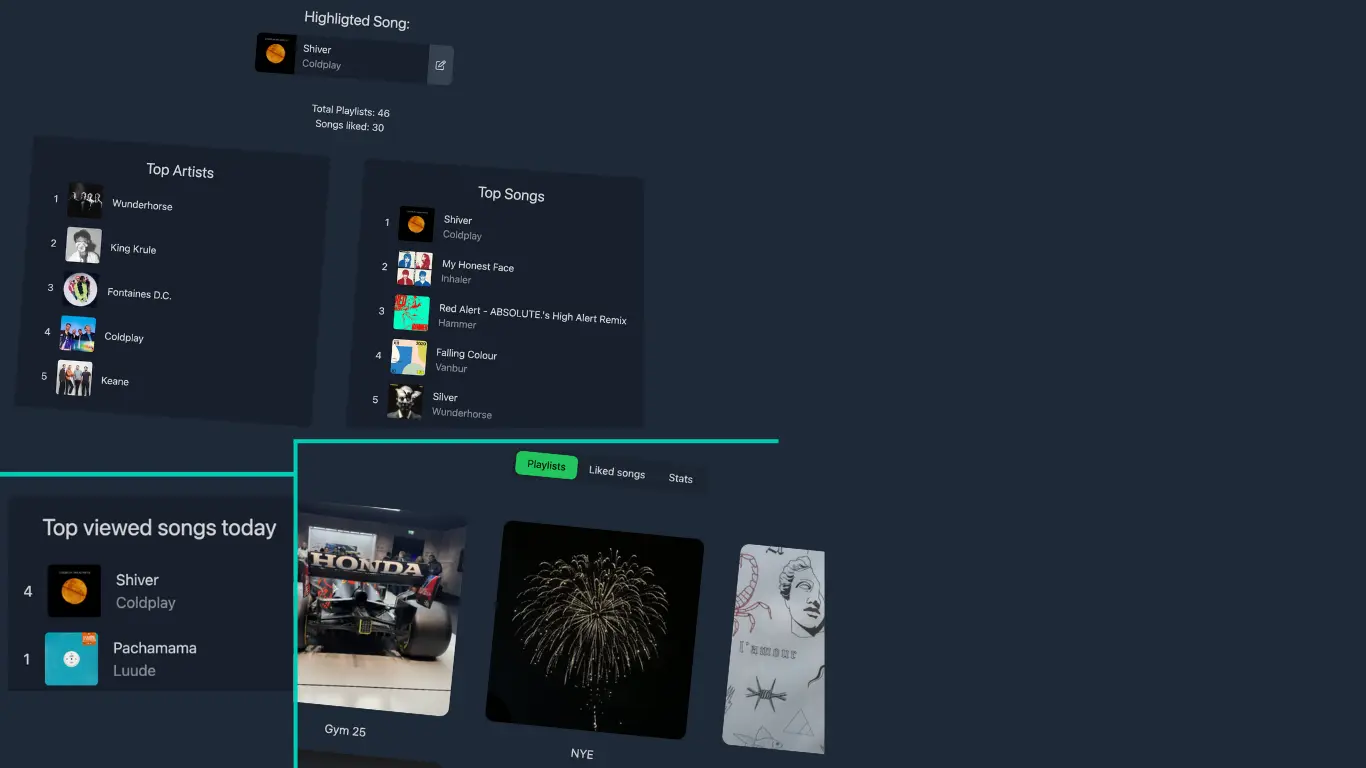 Highligted Song:
Shiver
Coldplay
Total Playlists: 46
Songs liked: 30
Top Artists
1
Wunderhorse
2
King Krule
3
Fontaines D.C.
4
Coldplay
5
Keane
Top Songs
1
Shiver
Coldplay
2
My Honest Face
Inhaler
3
Red Alert - ABSOLUTE.'s High Alert Remix
Hammer
4
Falling Colour
Vanbur
5
Silver
Wunderhorse
Top viewed songs today
4
Shiver
Coldplay
1
Pachamama
Luude
Playlists
Liked songs
Stats
HONDA
Gym 25
NYE
l'amour